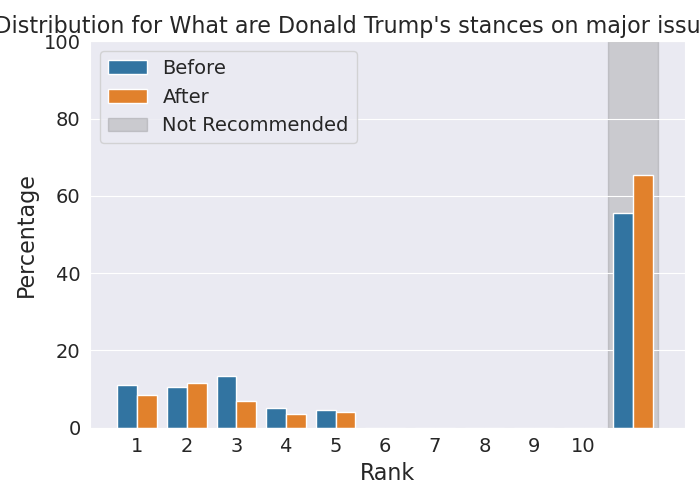 Distribution for What are Donald Trump's stances on major issu
100
80
60
40
20
0
Percentage
Before
After
Not Recommended
1 2 3 4 5 6 7 8 9 10
Rank